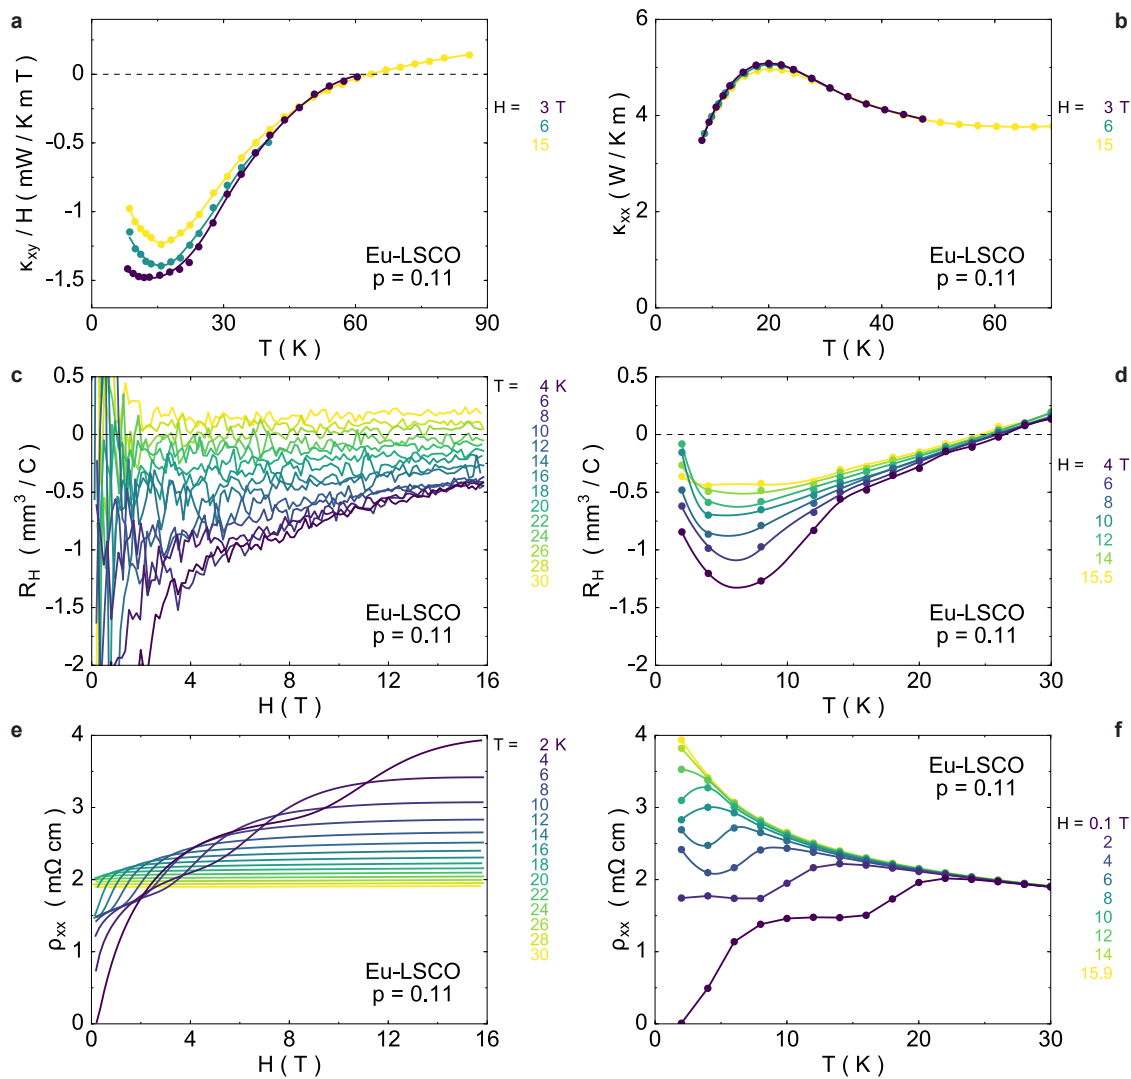 a
κxy / H ( mW / K m T )
0
-0.5
-1
-1.5
0 30 60 90
T ( K )
Eu-LSCO
p = 0.11
H = 3 T
6
15
b
κxx ( W / K m )
6
4
2
0
0 20 40 60
T ( K )
Eu-LSCO
p = 0.11
H = 3 T
6
15
c
RH ( mm³ / C )
0.5
0
-0.5
-1
-1.5
-2
0 4 8 12 16
H ( T )
Eu-LSCO
p = 0.11
T = 4 K
6
8
10
12
14
16
18
20
22
24
26
28
30
d
RH ( mm³ / C )
0.5
0
-0.5
-1
-1.5
-2
0 10 20 30
T ( K )
Eu-LSCO
p = 0.11
H = 4 T
6
8
10
12
14
15.5
e
ρxx ( mΩ cm )
4
3
2
1
0
0 4 8 12 16
H ( T )
Eu-LSCO
p = 0.11
T = 2 K
4
6
8
10
12
14
16
18
20
22
24
26
28
30
f
ρxx ( mΩ cm )
4
3
2
1
0
0 10 20 30
T ( K )
Eu-LSCO
p = 0.11
H = 0.1 T
2
4
6
8
10
12
14
15.9